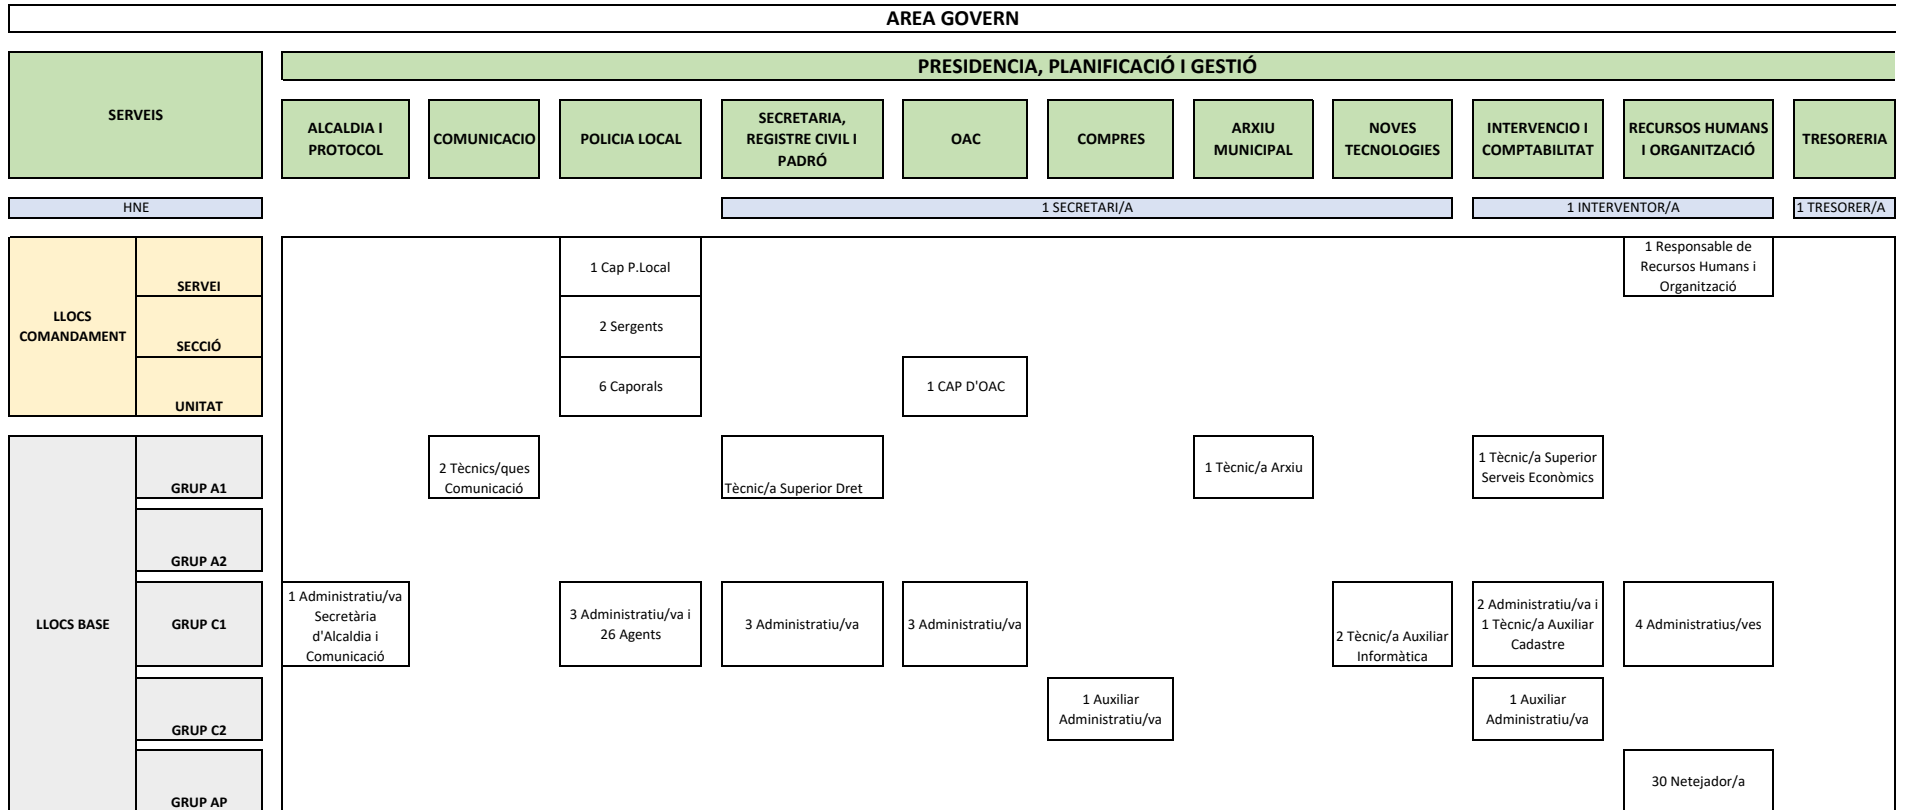 AREA GOVERN
PRESIDENCIA, PLANIFICACIÓ I GESTIÓ
SERVEIS
ALCALDIA I
PROTOCOL
COMUNICACIO
POLICIA LOCAL
SECRETARIA,
REGISTRE CIVIL I
PADRÓ
OAC
COMPRES
ARXIU
MUNICIPAL
NOVES
TECNOLOGIES
INTERVENCIO I
COMPTABILITAT
RECURSOS HUMANS
I ORGANITZACIÓ
TRESORERIA
HNE
1 SECRETARI/A
1 INTERVENTOR/A
1 TRESORER/A
LLOCS
COMANDAMENT
SERVEI
1 Cap P.Local
1 Responsable de
Recursos Humans i
Organització
SECCIÓ
2 Sergents
UNITAT
6 Caporals
1 CAP D'OAC
LLOCS BASE
GRUP A1
2 Tècnics/ques
Comunicació
Tècnic/a Superior Dret
1 Tècnic/a Arxiu
1 Tècnic/a Superior
Serveis Econòmics
GRUP A2
GRUP C1
1 Administratiu/va
Secretària
d'Alcaldia i
Comunicació
3 Administratiu/va i
26 Agents
3 Administratiu/va
3 Administratiu/va
2 Tècnic/a Auxiliar
Informàtica
2 Administratiu/va i
1 Tècnic/a Auxiliar
Cadastre
4 Administratius/ves
GRUP C2
1 Auxiliar
Administratiu/va
1 Auxiliar
Administratiu/va
GRUP AP
30 Netejador/a